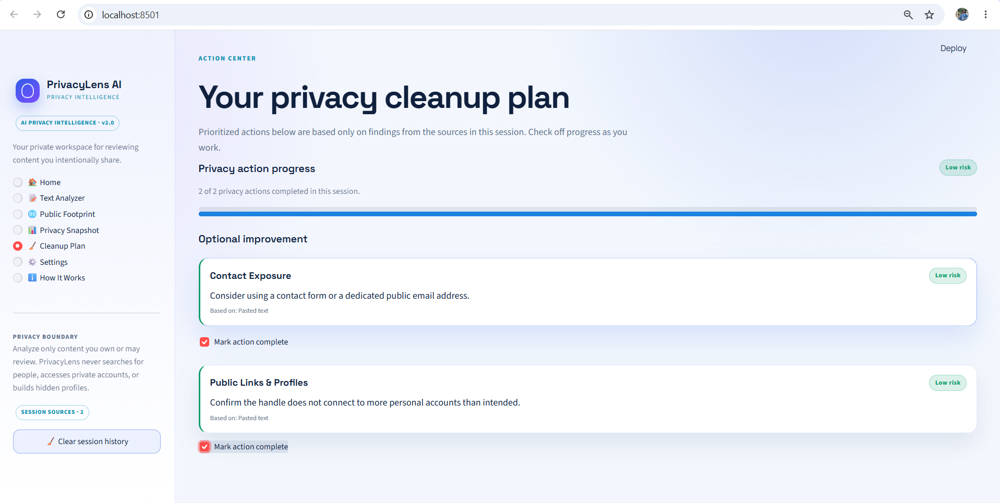 localhost:8501
Deploy
PrivacyLens AI
PRIVACY INTELLIGENCE
AI PRIVACY INTELLIGENCE · v2.0
Your private workspace for reviewing
content you intentionally share.
Home
Text Analyzer
Public Footprint
Privacy Snapshot
Cleanup Plan
Settings
How It Works
PRIVACY BOUNDARY
Analyze only content you own or may
review. PrivacyLens never searches for
people, accesses private accounts, or
builds hidden profiles.
SESSION SOURCES · 2
Clear session history
ACTION CENTER
Your privacy cleanup plan
Prioritized actions below are based only on findings from the sources in this session. Check off progress as you
work.
Privacy action progress
Low risk
2 of 2 privacy actions completed in this session.
Optional improvement
Contact Exposure
Low risk
Consider using a contact form or a dedicated public email address.
Based on: Pasted text
Mark action complete
Public Links & Profiles
Low risk
Confirm the handle does not connect to more personal accounts than intended.
Based on: Pasted text
Mark action complete